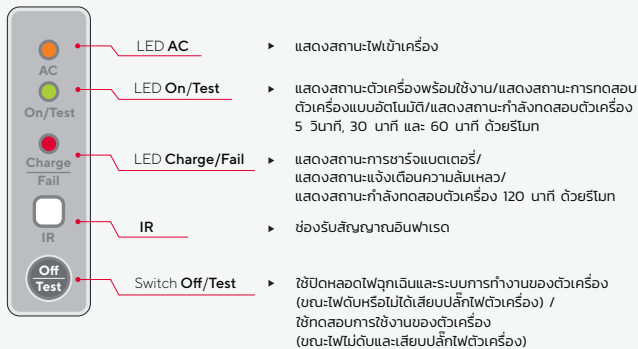 AC
On/Test
Charge
Fail
IR
Off
Test
LED AC ▶ แสดงสถานะไฟเข้าเครื่อง
LED On/Test ▶ แสดงสถานะตัวเครื่องพร้อมใช้งาน/แสดงสถานะการทดสอบ
ตัวเครื่องแบบอัตโนมัติ/แสดงสถานะกำลังทดสอบตัวเครื่อง
5 วินาที, 30 นาที และ 60 นาที ด้วยรีโมท
LED Charge/Fail ▶ แสดงสถานะการชาร์จแบตเตอรี่/
แสดงสถานะแจ้งเตือนความล้มเหลว/
แสดงสถานะกำลังทดสอบตัวเครื่อง 120 นาที ด้วยรีโมท
IR ▶ ช่องรับสัญญาณอินฟาเรด
Switch Off/Test ▶ ใช้ปิดหลอดไฟฉุกเฉินและระบบการทำงานของตัวเครื่อง
(ขณะไฟดับหรือไม่ได้เสียบปลั๊กไฟตัวเครื่อง) /
ใช้ทดสอบการใช้งานของตัวเครื่อง
(ขณะไฟไม่ดับและเสียบปลั๊กไฟตัวเครื่อง)